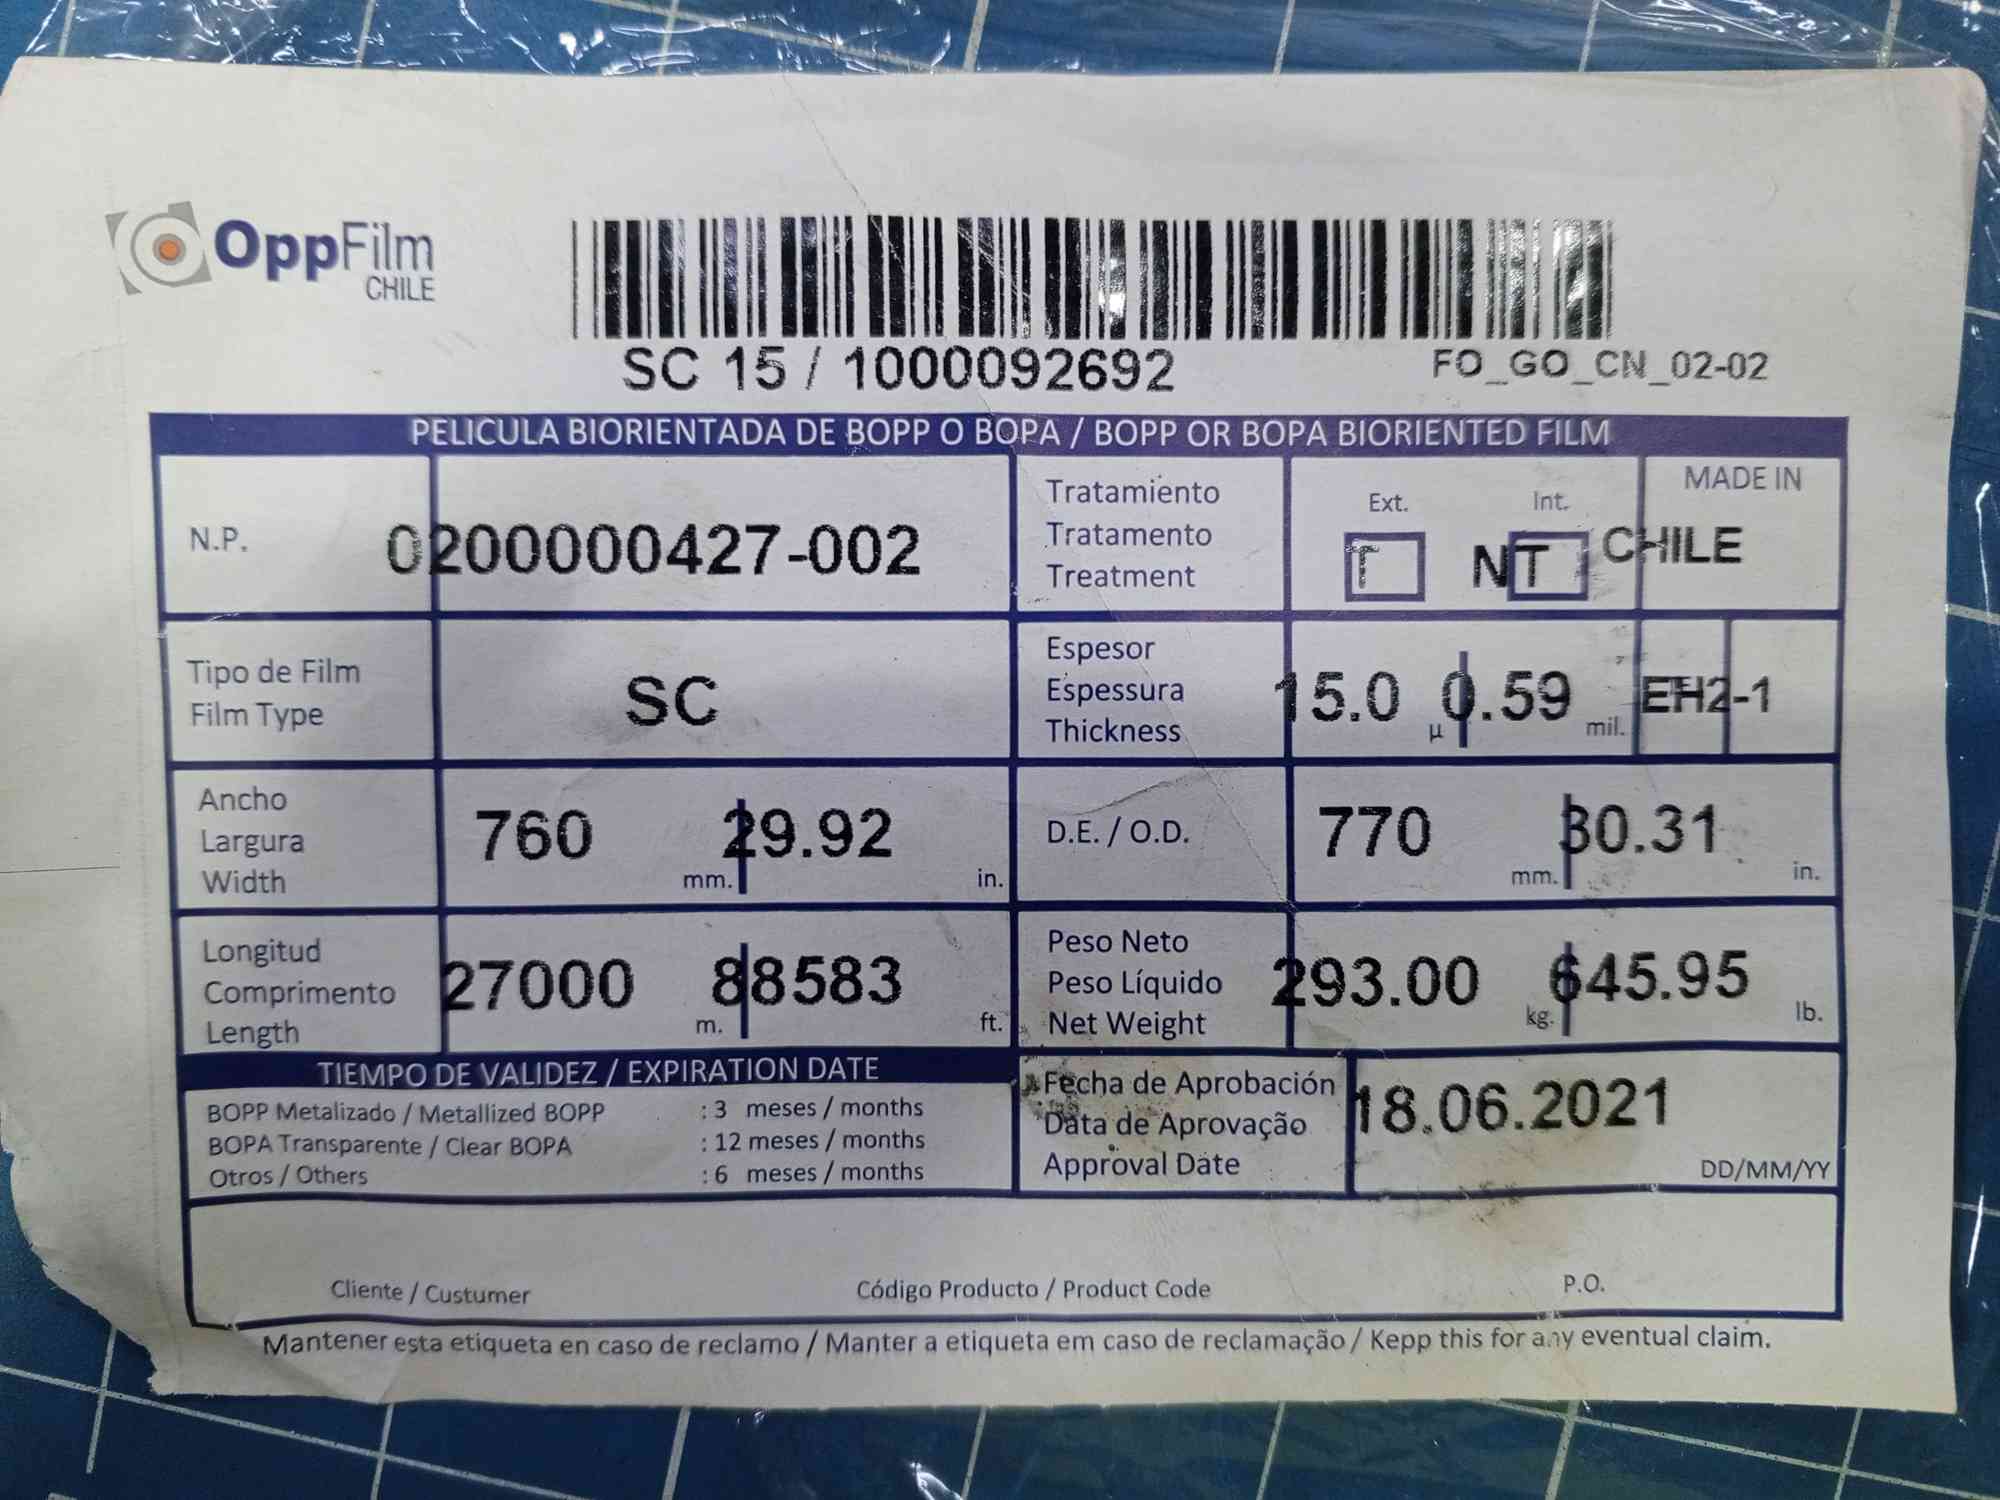 OppFilm
CHILE
SC 15 / 1000092692
FO_GO_CN_02-02
PELICULA BIORIENTADA DE BOPP O BOPA / BOPP OR BOPA BIORIENTED FILM
N.P.
0200000427-002
Tratamiento
Tratamento
Treatment
Ext.
T
Int.
NT
MADE IN
CHILE
Tipo de Film
Film Type
SC
Espesor
Espessura
Thickness
15.0 µ
0.59 mil.
EH2-1
Ancho
Largura
Width
760 mm.
29.92 in.
D.E. / O.D.
770 mm.
30.31 in.
Longitud
Comprimento
Length
27000 m.
88583 ft.
Peso Neto
Peso Líquido
Net Weight
293.00 kg.
645.95 lb.
TIEMPO DE VALIDEZ / EXPIRATION DATE
BOPP Metalizado / Metallized BOPP : 3 meses / months
BOPA Transparente / Clear BOPA : 12 meses / months
Otros / Others : 6 meses / months
Fecha de Aprobación
Data de Aprovação
Approval Date
18.06.2021
DD/MM/YY
Cliente / Custumer
Código Producto / Product Code
P.O.
Mantener esta etiqueta en caso de reclamo / Manter a etiqueta em caso de reclamação / Kepp this for any eventual claim.